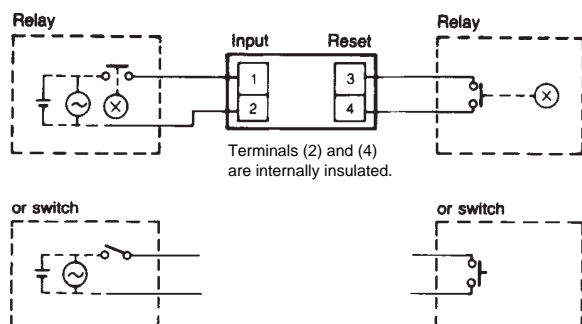 Relay
Input
Reset
Relay
1
3
2
4
Terminals (2) and (4)
are internally insulated.
or switch
or switch